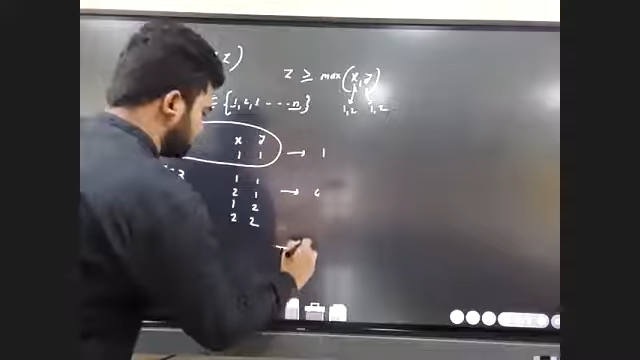 z)
z ≥ max(x, y)
{1, 2, 3 - - - n}
1, 2 1, 2
x y
1 1 → 1
1 1
2 1 → 4
1 2
2 2